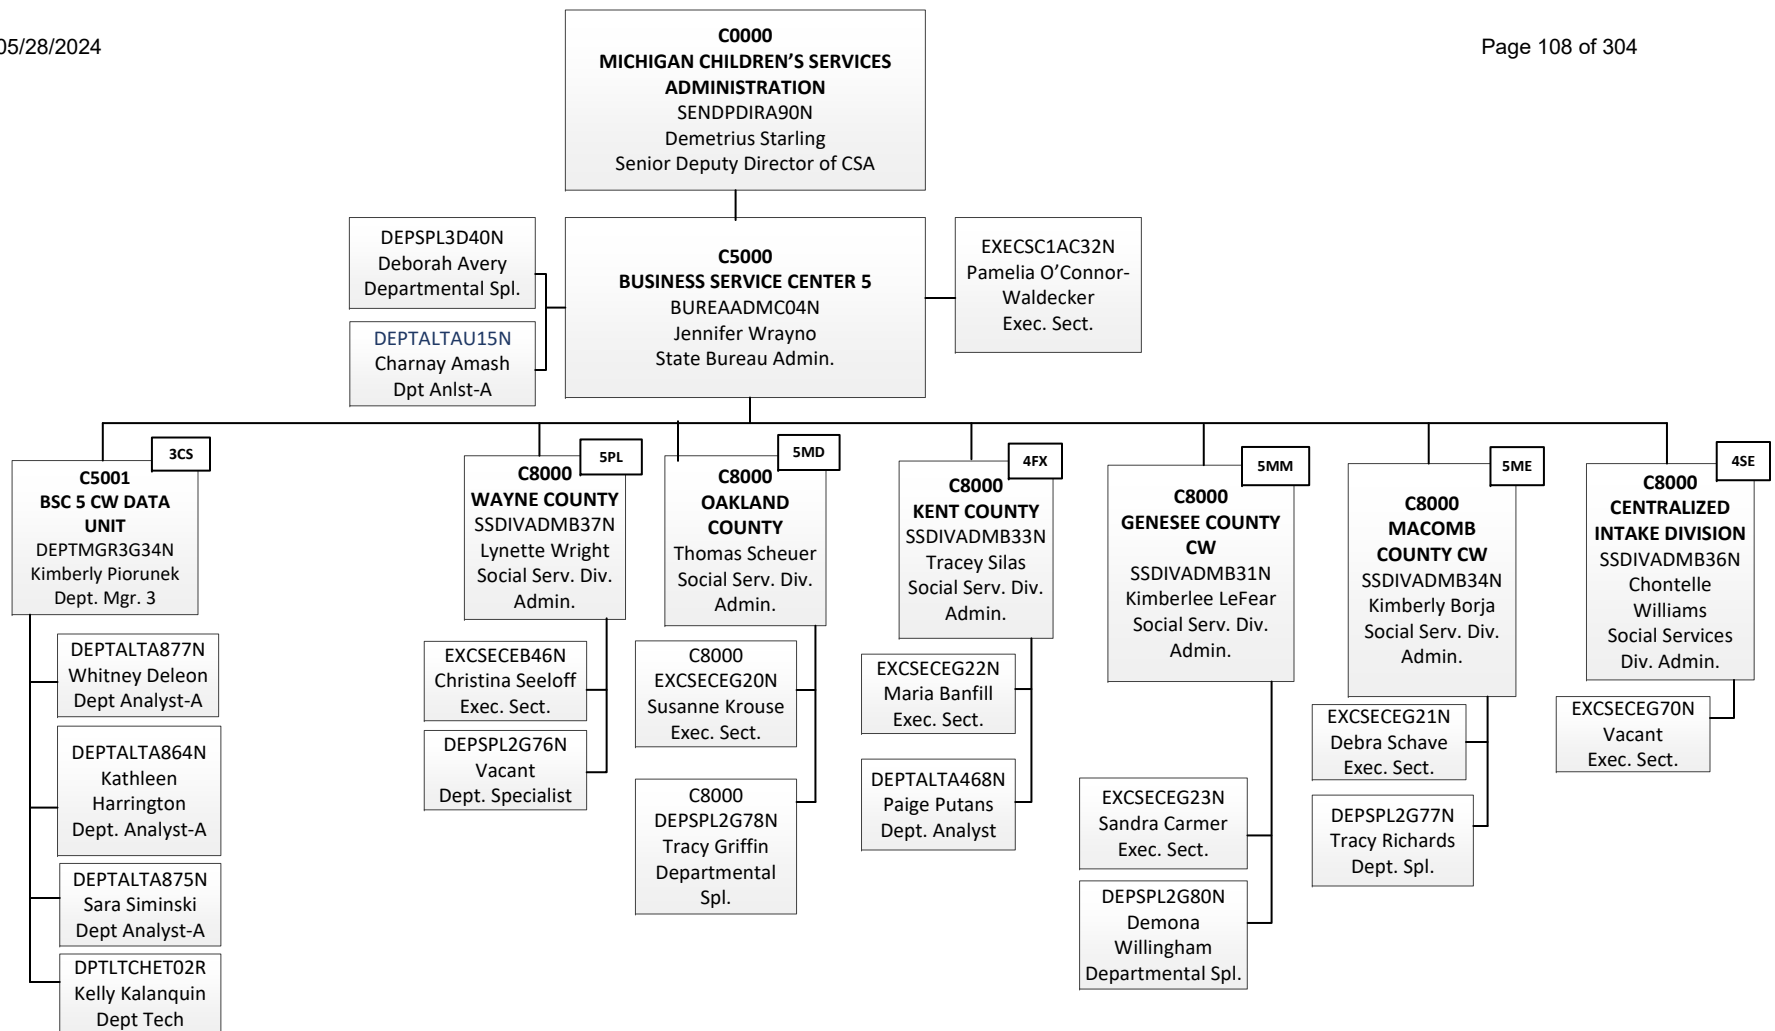 05/28/2024
Page 108 of 304
C0000
MICHIGAN CHILDREN'S SERVICES
ADMINISTRATION
SENDPDIRA90N
Demetrius Starling
Senior Deputy Director of CSA
DEPSPL3D40N
Deborah Avery
Departmental Spl.
DEPTALTAU15N
Charnay Amash
Dpt Anlst-A
C5000
BUSINESS SERVICE CENTER 5
BUREAADMC04N
Jennifer Wrayno
State Bureau Admin.
EXECSC1AC32N
Pamelia O'Connor-
Waldecker
Exec. Sect.
3CS
C5001
BSC 5 CW DATA
UNIT
DEPTMGR3G34N
Kimberly Piorunek
Dept. Mgr. 3
DEPTALTA877N
Whitney Deleon
Dept Analyst-A
DEPTALTA864N
Kathleen
Harrington
Dept. Analyst-A
DEPTALTA875N
Sara Siminski
Dept Analyst-A
DPTLTCHET02R
Kelly Kalanquin
Dept Tech
5PL
C8000
WAYNE COUNTY
SSDIVADMB37N
Lynette Wright
Social Serv. Div.
Admin.
EXCSECEB46N
Christina Seeloff
Exec. Sect.
DEPSPL2G76N
Vacant
Dept. Specialist
5MD
C8000
OAKLAND
COUNTY
Thomas Scheuer
Social Serv. Div.
Admin.
C8000
EXCSECEG20N
Susanne Krouse
Exec. Sect.
C8000
DEPSPL2G78N
Tracy Griffin
Departmental
Spl.
4FX
C8000
KENT COUNTY
SSDIVADMB33N
Tracey Silas
Social Serv. Div.
Admin.
EXCSECEG22N
Maria Banfill
Exec. Sect.
DEPTALTA468N
Paige Putans
Dept. Analyst
5MM
C8000
GENESEE COUNTY
CW
SSDIVADMB31N
Kimberlee LeFear
Social Serv. Div.
Admin.
EXCSECEG23N
Sandra Carmer
Exec. Sect.
DEPSPL2G80N
Demona
Willingham
Departmental Spl.
5ME
C8000
MACOMB
COUNTY CW
SSDIVADMB34N
Kimberly Borja
Social Serv. Div.
Admin.
EXCSECEG21N
Debra Schave
Exec. Sect.
DEPSPL2G77N
Tracy Richards
Dept. Spl.
4SE
C8000
CENTRALIZED
INTAKE DIVISION
SSDIVADMB36N
Chontelle
Williams
Social Services
Div. Admin.
EXCSECEG70N
Vacant
Exec. Sect.